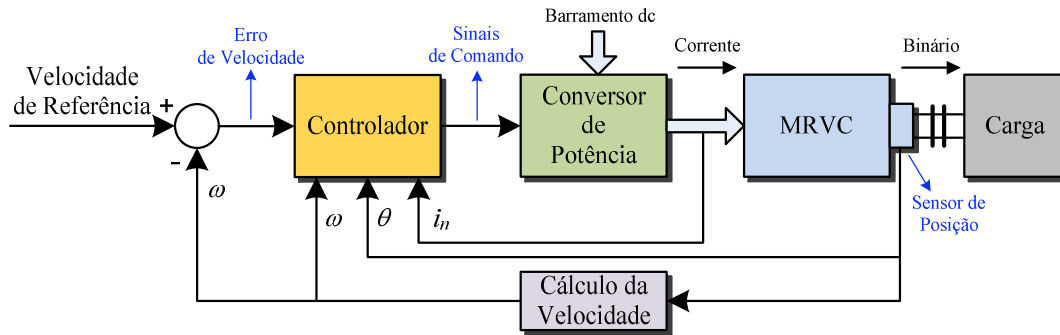 Barramento dc
Erro
de Velocidade
Sinais
de Comando
Corrente
Binário
Velocidade
de Referência
+
-
Controlador
Conversor
de
Potência
MRVC
Carga
ω
ω
θ
iₙ
Sensor de
Posição
Cálculo da
Velocidade